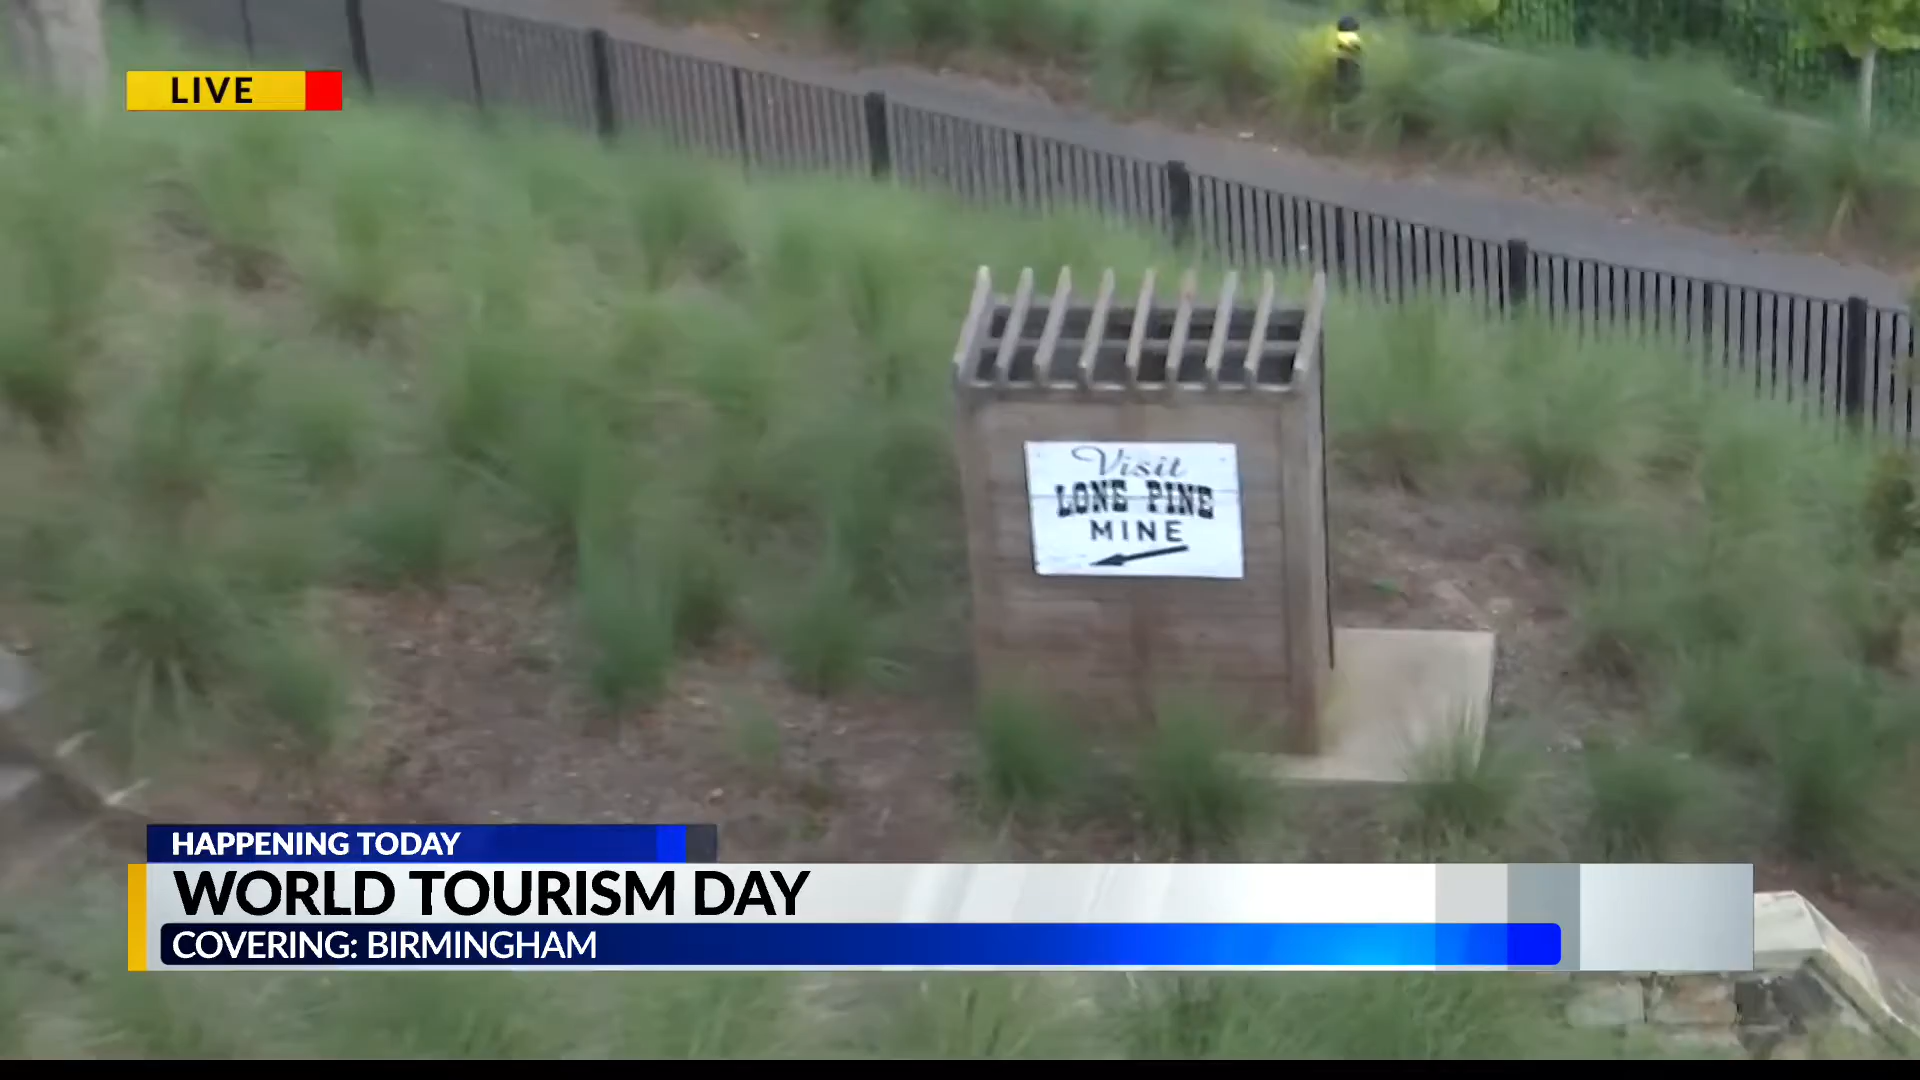 LIVE
Visit
LONE PINE
MINE
HAPPENING TODAY
WORLD TOURISM DAY
COVERING: BIRMINGHAM